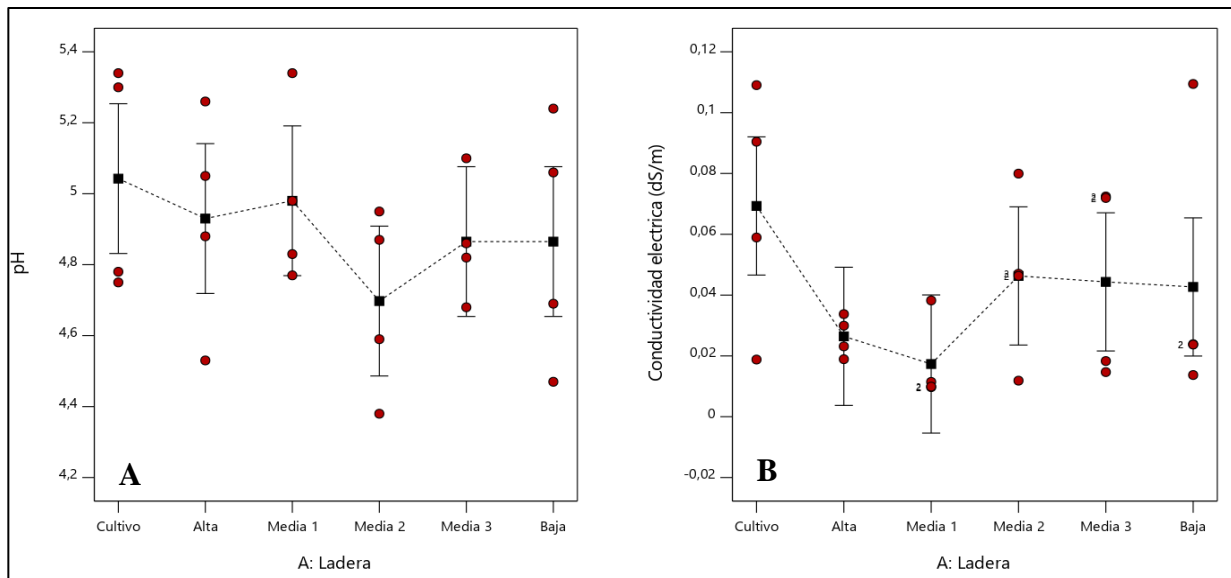 5,4
5,2
5
4,8
4,6
4,4
4,2
pH
A
Cultivo Alta Media 1 Media 2 Media 3 Baja
A: Ladera
0,12
0,1
0,08
0,06
0,04
0,02
0
-0,02
Conductividad electrica (dS/m)
2
2
B
Cultivo Alta Media 1 Media 2 Media 3 Baja
A: Ladera